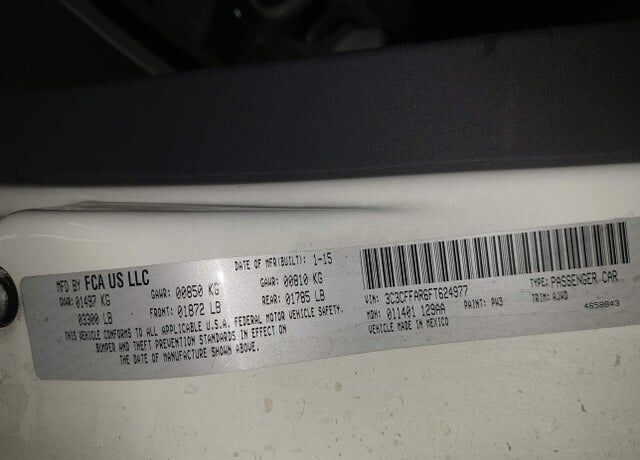 MFD BY FCA US LLC
DATE OF MFR(BUILT): 1-15
GVWR: 01497 KG
03300 LB
GAWR: 00850 KG
FRONT: 01872 LB
GAWR: 00810 KG
REAR: 01785 LB
THIS VEHICLE CONFORMS TO ALL APPLICABLE U.S.A. FEDERAL MOTOR VEHICLE SAFETY,
BUMPER AND THEFT PREVENTION STANDARDS IN EFFECT ON
THE DATE OF MANUFACTURE SHOWN ABOVE.
VIN: 3C3CFFAR6FT624977
TYPE: PASSENGER CAR
MDH: 011401 129AA
PAINT: PW3
TRIM: AJWD
VEHICLE MADE IN MEXICO
4658843